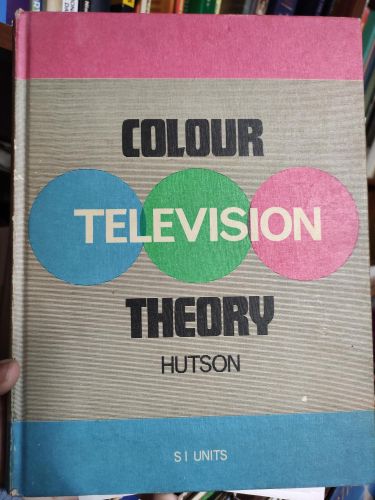 COLOUR
TELEVISION
THEORY
HUTSON
S I UNITS